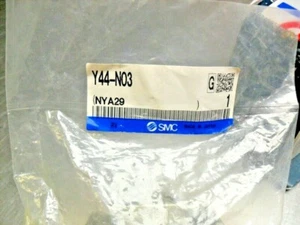 Y44-N03
G
(NYA29 )
1
SMC